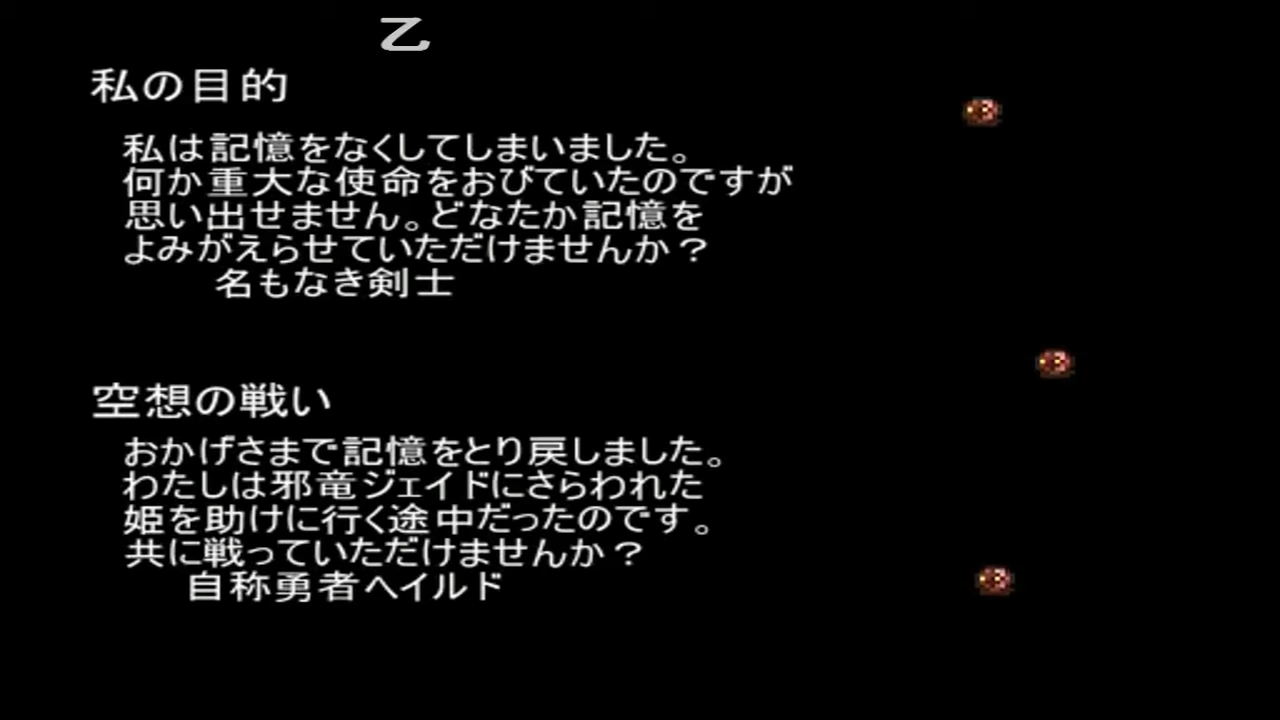 乙
私の目的
私は記憶をなくしてしまいました。
何か重大な使命をおびていたのですが
思い出せません。どなたか記憶を
よみがえらせていただけませんか？
名もなき剣士
空想の戦い
おかげさまで記憶をとり戻しました。
わたしは邪竜ジェイドにさらわれた
姫を助けに行く途中だったのです。
共に戦っていただけませんか？
自称勇者ヘイルド